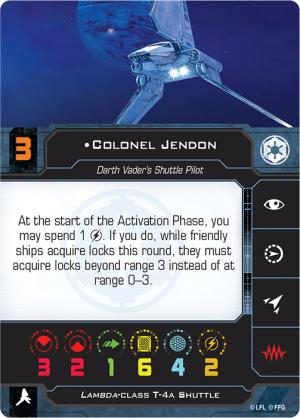 3
•Colonel Jendon
Darth Vader's Shuttle Pilot
At the start of the Activation Phase, you
may spend 1 . If you do, while friendly
ships acquire locks this round, they must
acquire locks beyond range 3 instead of at
range 0–3.
3 2 1 6 4 2
Lambda-class T-4a Shuttle
© LFL © FFG